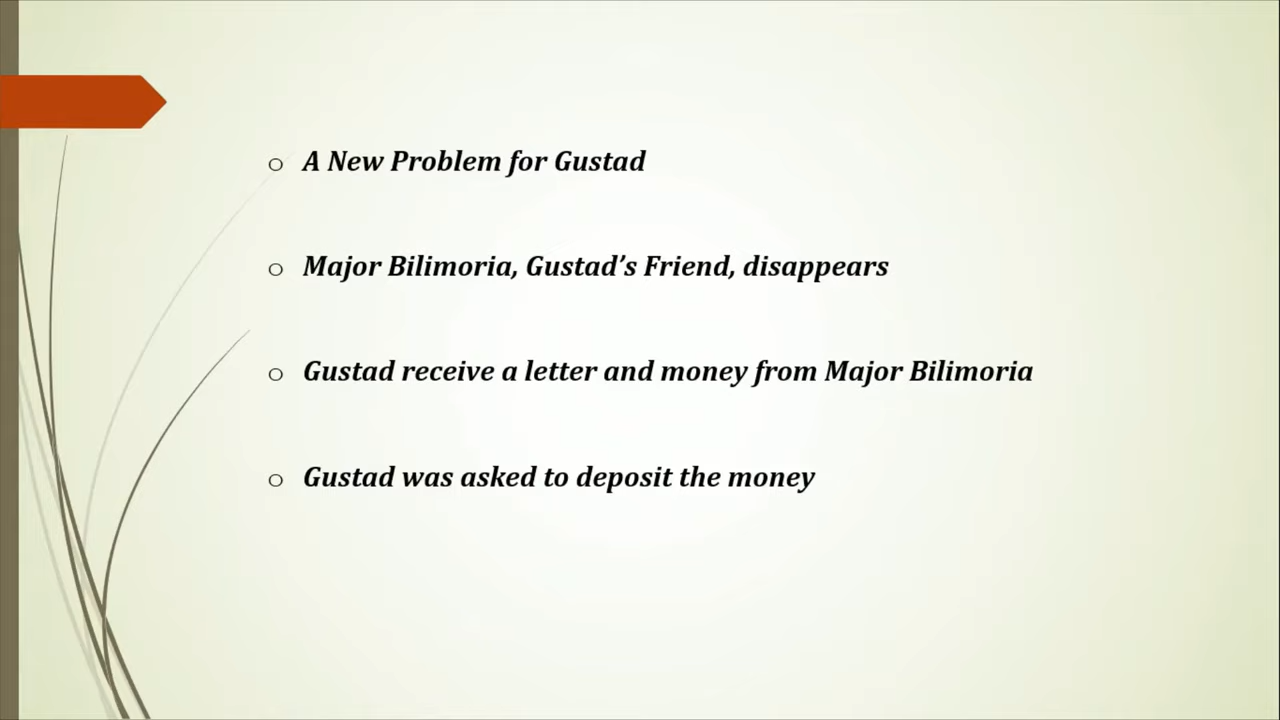 o A New Problem for Gustad
o Major Bilimoria, Gustad’s Friend, disappears
o Gustad receive a letter and money from Major Bilimoria
o Gustad was asked to deposit the money